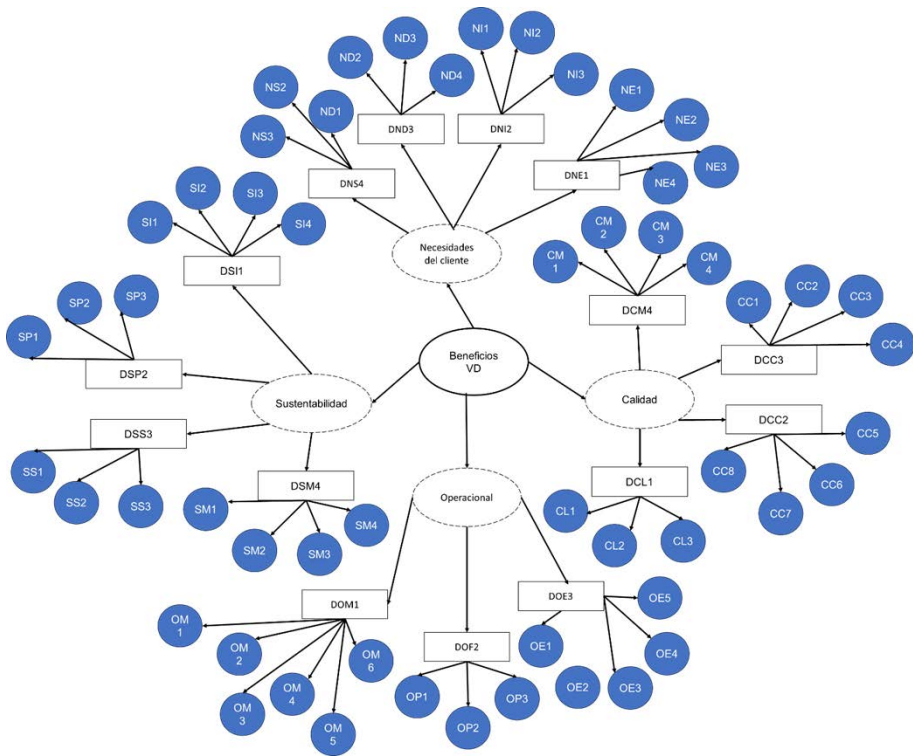 NI1
NI2
ND3
ND2
ND4
NI3
NS2
ND1
NE1
NE2
NS3
DND3
DNI2
NE3
DNS4
DNE1
NE4
SI2
SI3
SI1
SI4
Necesidades
del cliente
CM
2
CM
3
CM
1
CM
4
DSI1
SP3
SP2
CC1
CC2
CC3
DCM4
SP1
CC4
DSP2
Beneficios
VD
DCC3
Sustentabilidad
Calidad
DSS3
DCC2
CC5
SS1
SS2
SS3
CC8
CC6
CC7
DSM4
DCL1
Operacional
SM1
SM4
SM2
SM3
CL1
CL2
CL3
DOM1
DOE3
OE5
OM
1
OM
2
OM
3
OM
4
OM
5
OM
6
DOF2
OE1
OE4
OE2
OE3
OP1
OP2
OP3